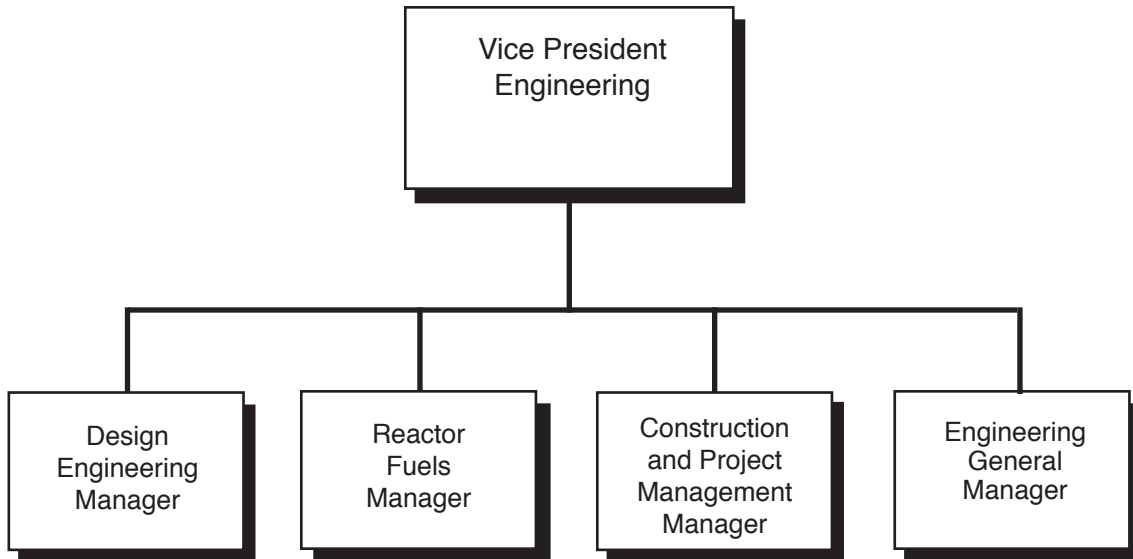 Vice President
Engineering
Design
Engineering
Manager
Reactor
Fuels
Manager
Construction
and Project
Management
Manager
Engineering
General
Manager